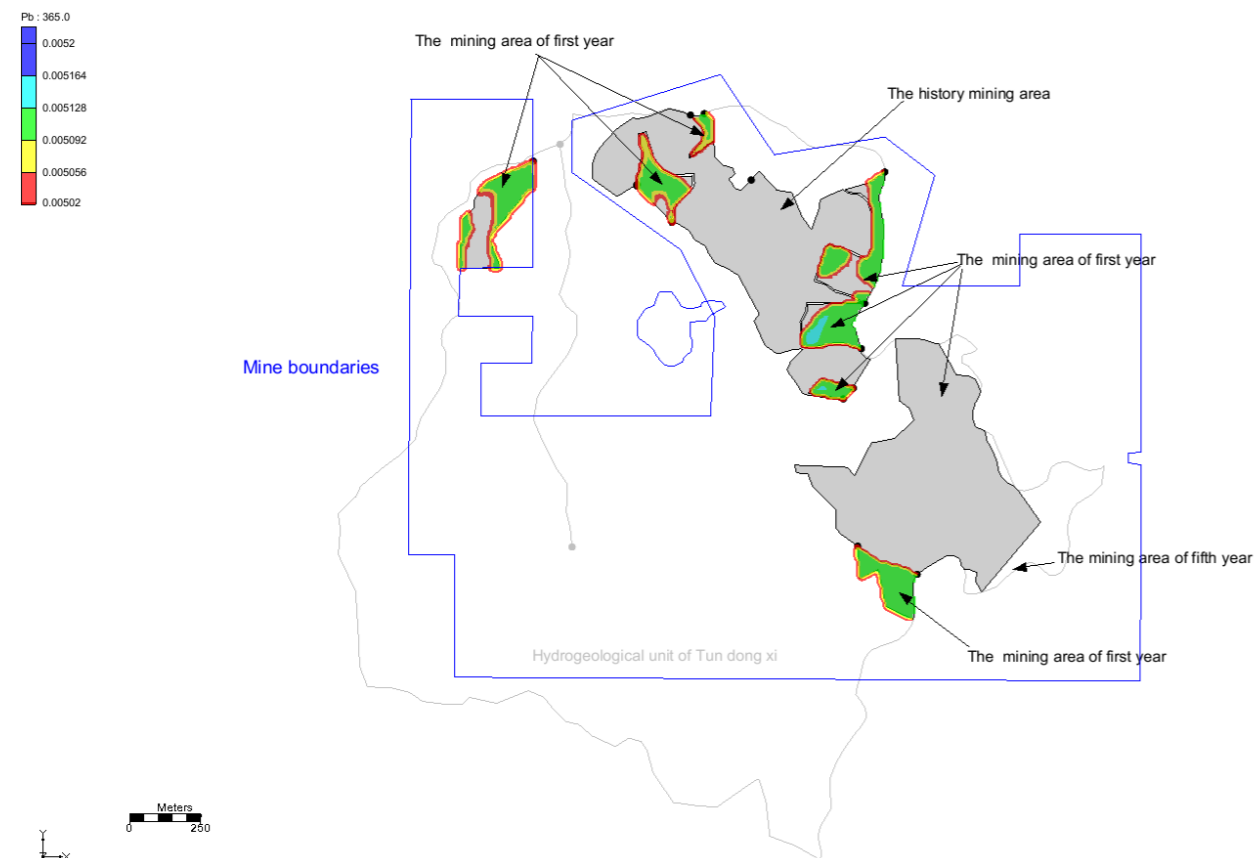 Pb : 365.0
0.0052
0.005164
0.005128
0.005092
0.005056
0.00502
The mining area of first year
The history mining area
The mining area of first year
Mine boundaries
The mining area of fifth year
Hydrogeological unit of Tun dong xi
The mining area of first year
Meters
0 250
Y
X